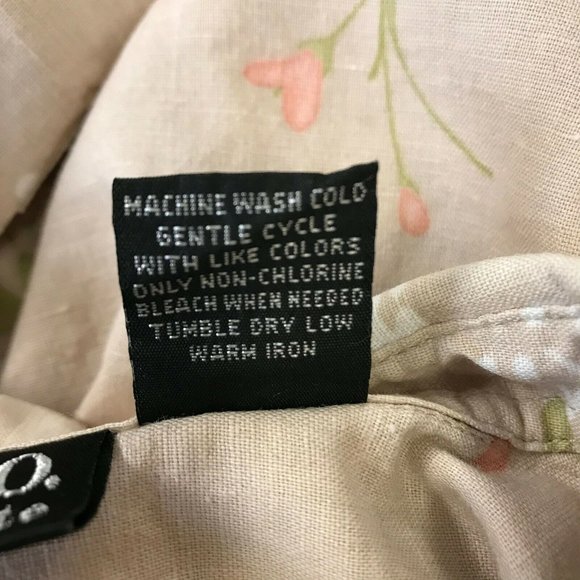 MACHINE WASH COLD
GENTLE CYCLE
WITH LIKE COLORS
ONLY NON-CHLORINE
BLEACH WHEN NEEDED
TUMBLE DRY LOW
WARM IRON
O.
te